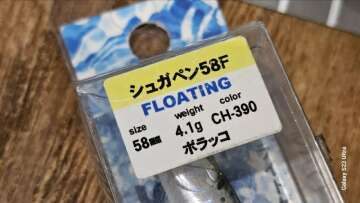 シュガペン58F
FLOATING
size weight color
58mm 4.1g CH-390
ボラッコ
Galaxy S23 Ultra